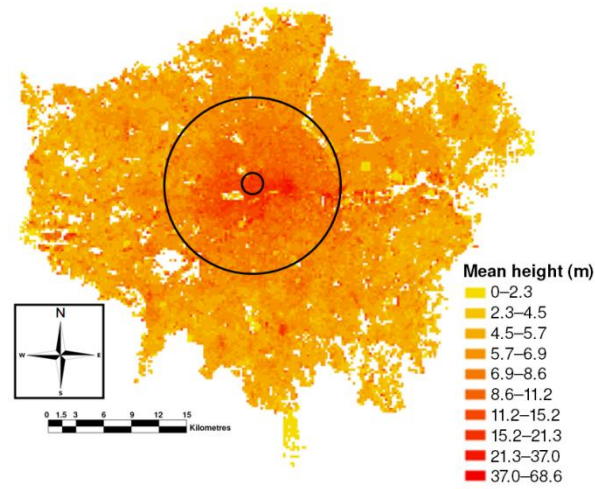 Mean height (m)
0–2.3
2.3–4.5
4.5–5.7
5.7–6.9
6.9–8.6
8.6–11.2
11.2–15.2
15.2–21.3
21.3–37.0
37.0–68.6
N
W E
S
0 1.5 3 6 9 12 15
Kilometres